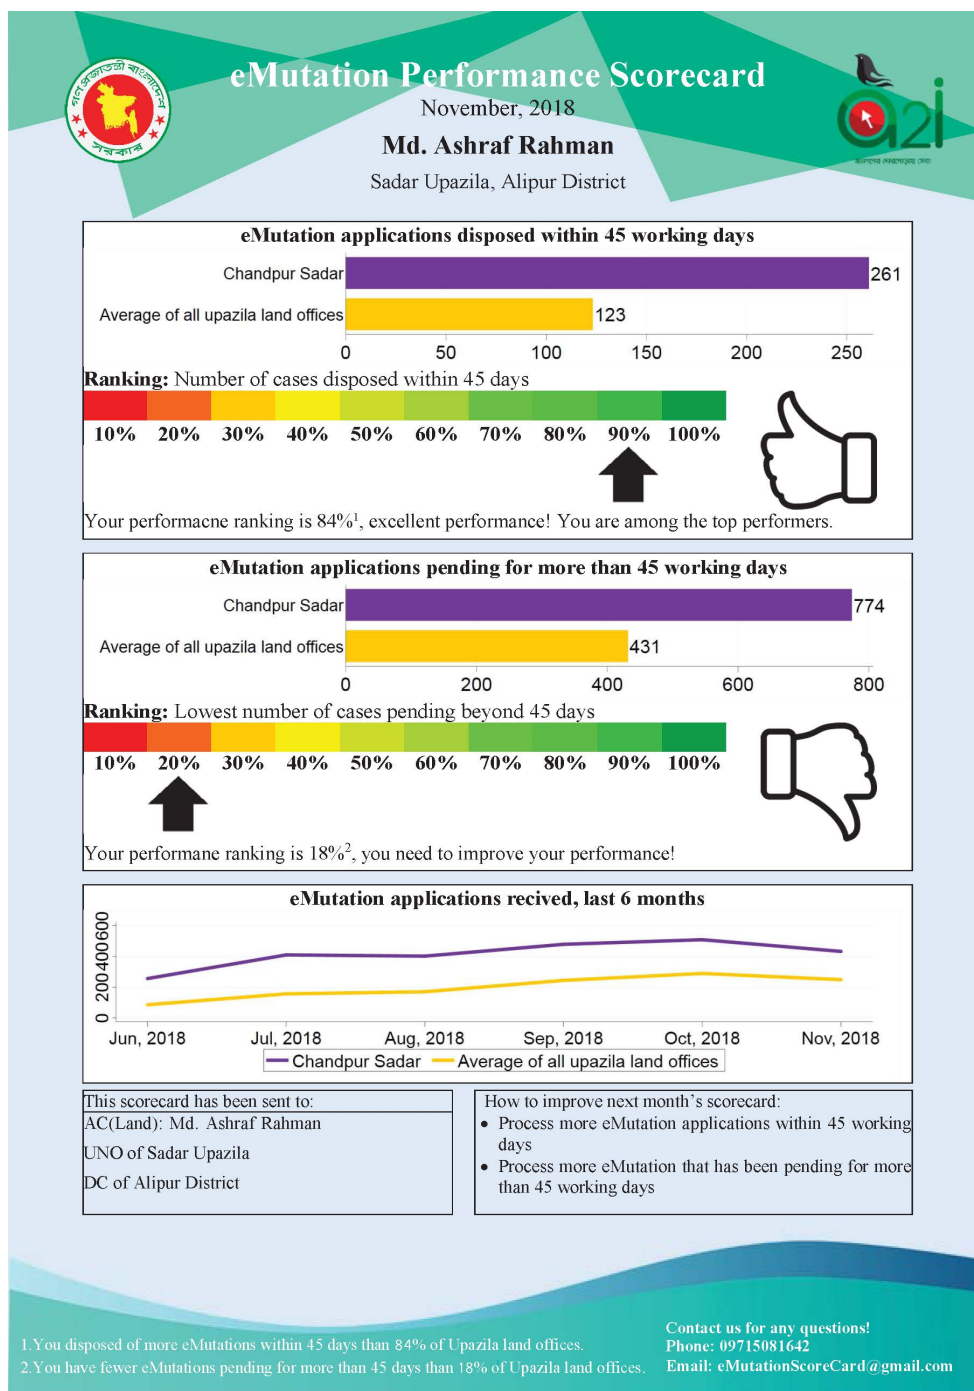 eMutation Performance Scorecard
November, 2018
Md. Ashraf Rahman
Sadar Upazila, Alipur District
গণপ্রজাতন্ত্রী বাংলাদেশ
সরকার
a2i
জনগণের দোরগোড়ায় সেবা
eMutation applications disposed within 45 working days
Chandpur Sadar 261
Average of all upazila land offices 123
0 50 100 150 200 250
Ranking: Number of cases disposed within 45 days
10% 20% 30% 40% 50% 60% 70% 80% 90% 100%
Your performacne ranking is 84%1, excellent performance! You are among the top performers.
eMutation applications pending for more than 45 working days
Chandpur Sadar 774
Average of all upazila land offices 431
0 200 400 600 800
Ranking: Lowest number of cases pending beyond 45 days
10% 20% 30% 40% 50% 60% 70% 80% 90% 100%
Your performane ranking is 18%2, you need to improve your performance!
eMutation applications recived, last 6 months
0 200 400 600
Jun, 2018 Jul, 2018 Aug, 2018 Sep, 2018 Oct, 2018 Nov, 2018
Chandpur Sadar Average of all upazila land offices
This scorecard has been sent to:
AC(Land): Md. Ashraf Rahman
UNO of Sadar Upazila
DC of Alipur District
How to improve next month’s scorecard:
• Process more eMutation applications within 45 working
days
• Process more eMutation that has been pending for more
than 45 working days
1.You disposed of more eMutations within 45 days than 84% of Upazila land offices.
2.You have fewer eMutations pending for more than 45 days than 18% of Upazila land offices.
Contact us for any questions!
Phone: 09715081642
Email: eMutationScoreCard@gmail.com